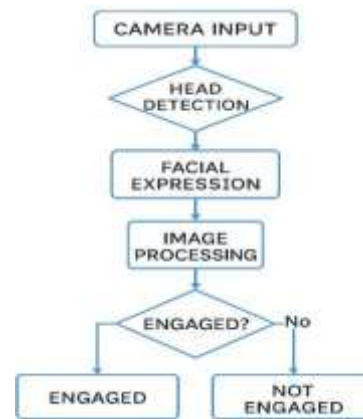 CAMERA INPUT
HEAD
DETECTION
FACIAL
EXPRESSION
IMAGE
PROCESSING
ENGAGED?
No
ENGAGED
NOT
ENGAGED